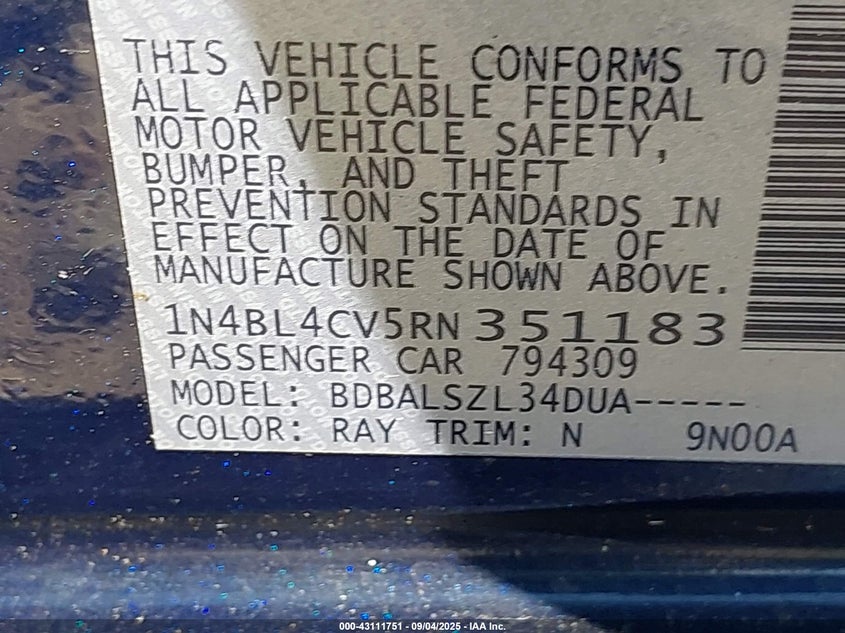 THIS VEHICLE CONFORMS TO
ALL APPLICABLE FEDERAL
MOTOR VEHICLE SAFETY,
BUMPER, AND THEFT
PREVENTION STANDARDS IN
EFFECT ON THE DATE OF
MANUFACTURE SHOWN ABOVE.
1N4BL4CV5RN351183
PASSENGER CAR 794309
MODEL: BDBALSZL34DUA-----
COLOR: RAY TRIM: N 9N00A
000-43111751 - 09/04/2025 - IAA Inc.